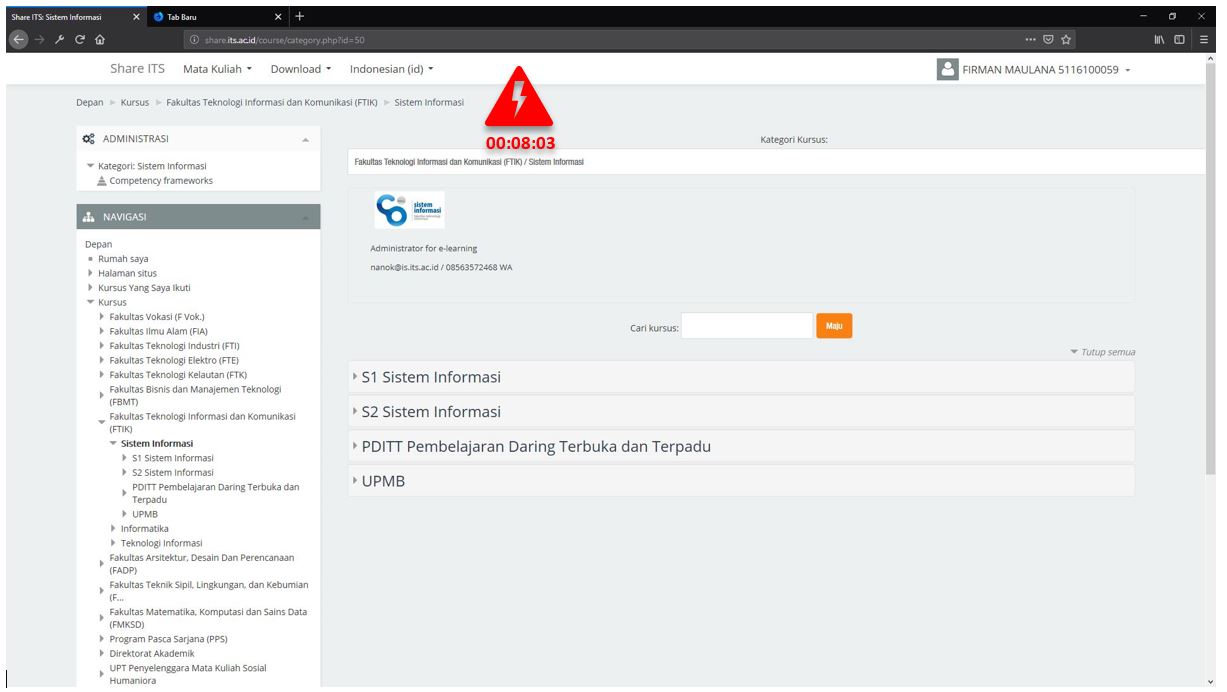 Share ITS: Sistem Informasi
Tab Baru
share.its.ac.id/course/category.php?id=50
Share ITS Mata Kuliah Download Indonesian (id)
FIRMAN MAULANA 5116100059
Depan Kursus Fakultas Teknologi Informasi dan Komunikasi (FTIK) Sistem Informasi
00:08:03
ADMINISTRASI
Kategori: Sistem Informasi
Competency frameworks
NAVIGASI
Depan
Rumah saya
Halaman situs
Kursus Yang Saya Ikuti
Kursus
Fakultas Vokasi (F Vok.)
Fakultas Ilmu Alam (FIA)
Fakultas Teknologi Industri (FTI)
Fakultas Teknologi Elektro (FTE)
Fakultas Teknologi Kelautan (FTK)
Fakultas Bisnis dan Manajemen Teknologi
(FBMT)
Fakultas Teknologi Informasi dan Komunikasi
(FTIK)
Sistem Informasi
S1 Sistem Informasi
S2 Sistem Informasi
PDITT Pembelajaran Daring Terbuka dan
Terpadu
UPMB
Informatika
Teknologi Informasi
Fakultas Arsitektur, Desain Dan Perencanaan
(FADP)
Fakultas Teknik Sipil, Lingkungan, dan Kebumian
(F...
Fakultas Matematika, Komputasi dan Sains Data
(FMKSD)
Program Pasca Sarjana (PPS)
Direktorat Akademik
UPT Penyelenggara Mata Kuliah Sosial
Humaniora
Kategori Kursus:
Fakultas Teknologi Informasi dan Komunikasi (FTIK) / Sistem Informasi
sistem
informasi
Administrator for e-learning
nanok@is.its.ac.id / 08563572468 WA
Cari kursus:
Maju
Tutup semua
S1 Sistem Informasi
S2 Sistem Informasi
PDITT Pembelajaran Daring Terbuka dan Terpadu
UPMB